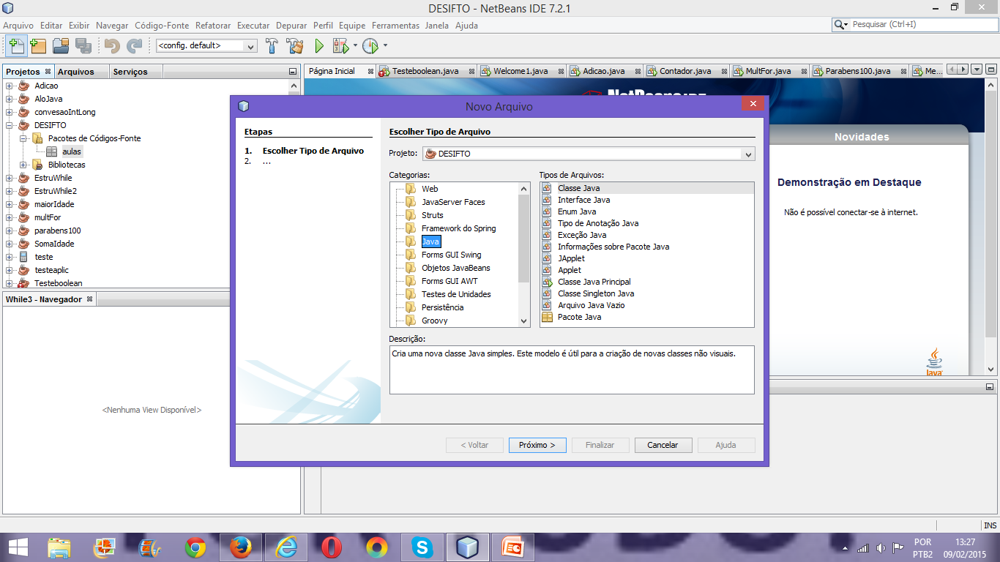 DESIFTO - NetBeans IDE 7.2.1
Arquivo Editar Exibir Navegar Código-Fonte Refatorar Executar Depurar Perfil Equipe Ferramentas Janela Ajuda
Pesquisar (Ctrl+I)
<config. default>
Projetos Arquivos Serviços
Página Inicial Testeboolean.java Welcome1.java Adicao.java Contador.java MultFor.java Parabens100.java Me...
Adicao
AloJava
convesaoIntLong
DESIFTO
Pacotes de Códigos-Fonte
aulas
Bibliotecas
EstruWhile
EstruWhile2
maiorIdade
multFor
parabens100
SomaIdade
teste
testeaplic
Testeboolean
While3 - Navegador
<Nenhuma View Disponível>
NetBeans IDE
Novidades
Demonstração em Destaque
Não é possível conectar-se à internet.
Java
Novo Arquivo
Etapas
1. Escolher Tipo de Arquivo
2. ...
Escolher Tipo de Arquivo
Projeto: DESIFTO
Categorias:
Web
JavaServer Faces
Struts
Framework do Spring
Java
Forms GUI Swing
Objetos JavaBeans
Forms GUI AWT
Testes de Unidades
Persistência
Groovy
Tipos de Arquivos:
Classe Java
Interface Java
Enum Java
Tipo de Anotação Java
Exceção Java
Informações sobre Pacote Java
JApplet
Applet
Classe Java Principal
Classe Singleton Java
Arquivo Java Vazio
Pacote Java
Descrição:
Cria uma nova classe Java simples. Este modelo é útil para a criação de novas classes não visuais.
< Voltar Próximo > Finalizar Cancelar Ajuda
INS
POR
PTB2
13:27
09/02/2015